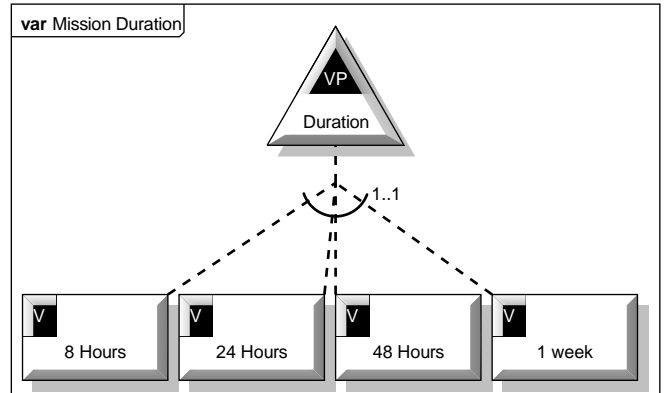 var Mission Duration
VP
Duration
1..1
V
8 Hours
V
24 Hours
V
48 Hours
V
1 week